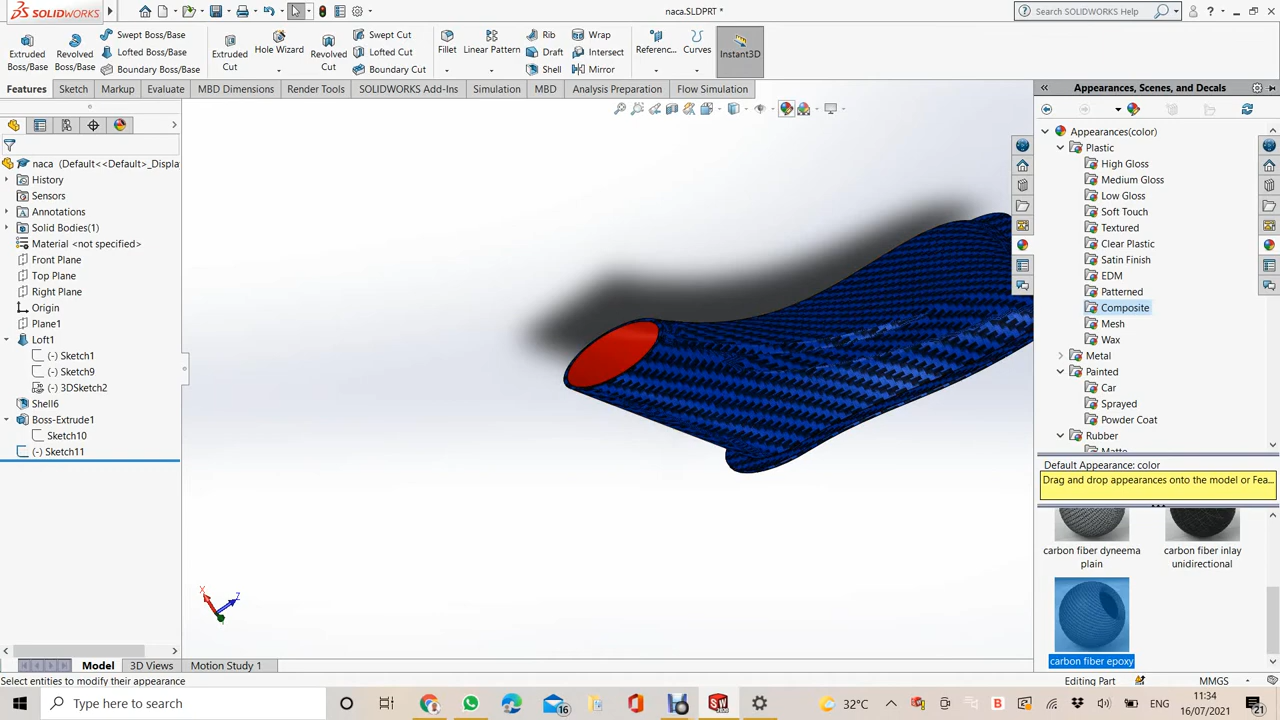 SOLIDWORKS
naca.SLDPRT *
Search SOLIDWORKS Help
Extruded Boss/Base
Revolved Boss/Base
Swept Boss/Base
Lofted Boss/Base
Boundary Boss/Base
Extruded Cut
Hole Wizard
Revolved Cut
Swept Cut
Lofted Cut
Boundary Cut
Fillet
Linear Pattern
Rib
Draft
Shell
Wrap
Intersect
Mirror
Referenc...
Curves
Instant3D
Features
Sketch
Markup
Evaluate
MBD Dimensions
Render Tools
SOLIDWORKS Add-Ins
Simulation
MBD
Analysis Preparation
Flow Simulation
naca (Default<<Default>_Displa
History
Sensors
Annotations
Solid Bodies(1)
Material <not specified>
Front Plane
Top Plane
Right Plane
Origin
Plane1
Loft1
(-) Sketch1
(-) Sketch9
(-) 3DSketch2
Shell6
Boss-Extrude1
Sketch10
(-) Sketch11
X
Z
Appearances, Scenes, and Decals
Appearances(color)
Plastic
High Gloss
Medium Gloss
Low Gloss
Soft Touch
Textured
Clear Plastic
Satin Finish
EDM
Patterned
Composite
Mesh
Wax
Metal
Painted
Car
Sprayed
Powder Coat
Rubber
Default Appearance: color
Drag and drop appearances onto the model or Fea...
carbon fiber dyneema plain
carbon fiber inlay unidirectional
carbon fiber epoxy
Model
3D Views
Motion Study 1
Select entities to modify their appearance
Editing Part
MMGS
Type here to search
16
32°C
ENG
11:34
16/07/2021
21